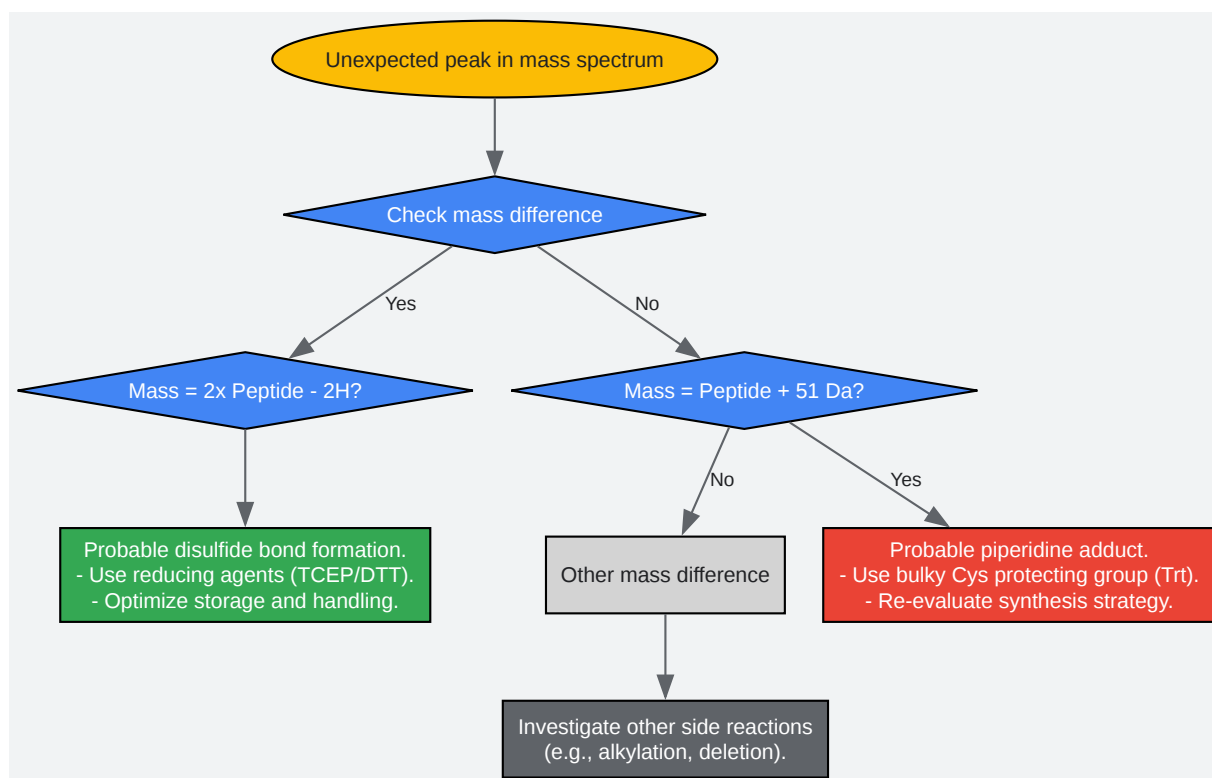 Unexpected peak in mass spectrum
Check mass difference
Yes
No
Mass = 2x Peptide - 2H?
Mass = Peptide + 51 Da?
No
Yes
Probable disulfide bond formation.
- Use reducing agents (TCEP/DTT).
- Optimize storage and handling.
Other mass difference
Probable piperidine adduct.
- Use bulky Cys protecting group (Trt).
- Re-evaluate synthesis strategy.
Investigate other side reactions
(e.g., alkylation, deletion).